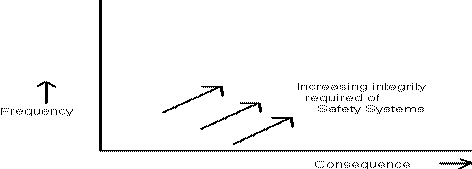 Increasing integrity
required of
Safety Systems
Frequency
Consequence